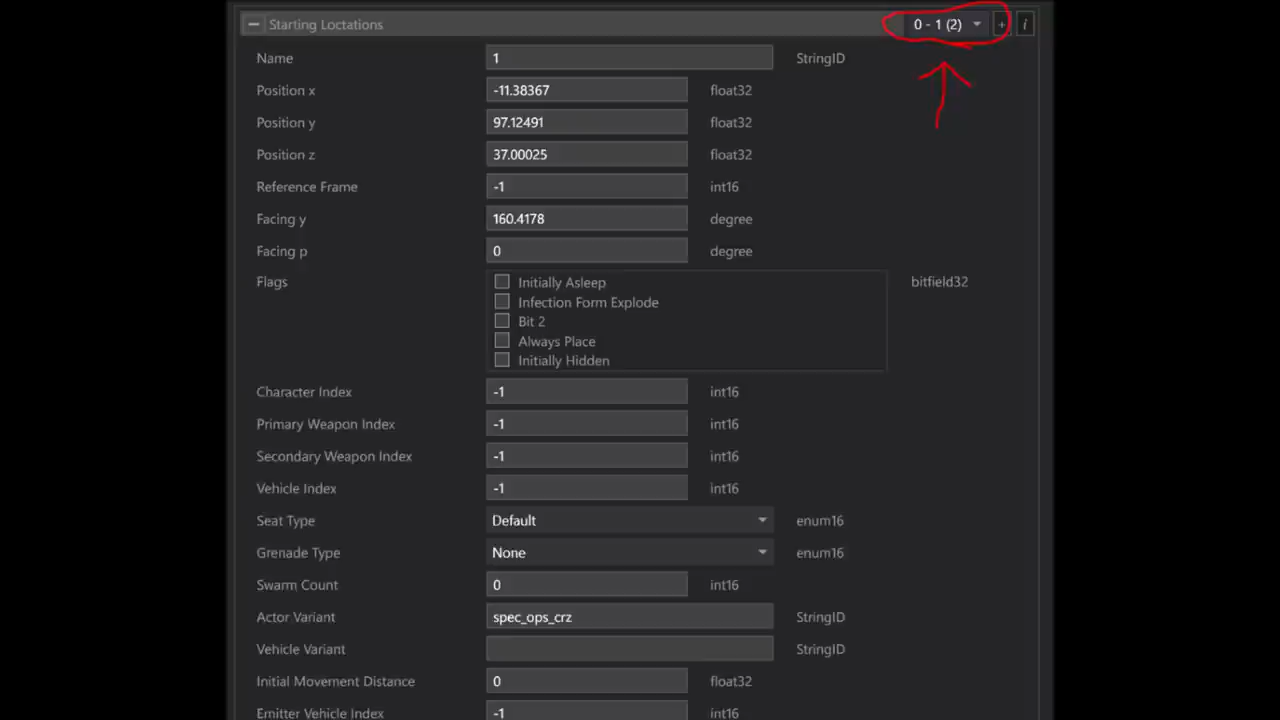 Starting Loctations 0 - 1 (2) + i
Name 1 StringID
Position x -11.38367 float32
Position y 97.12491 float32
Position z 37.00025 float32
Reference Frame -1 int16
Facing y 160.4178 degree
Facing p 0 degree
Flags Initially Asleep bitfield32
Infection Form Explode
Bit 2
Always Place
Initially Hidden
Character Index -1 int16
Primary Weapon Index -1 int16
Secondary Weapon Index -1 int16
Vehicle Index -1 int16
Seat Type Default enum16
Grenade Type None enum16
Swarm Count 0 int16
Actor Variant spec_ops_crz StringID
Vehicle Variant StringID
Initial Movement Distance 0 float32
Emitter Vehicle Index -1 int16